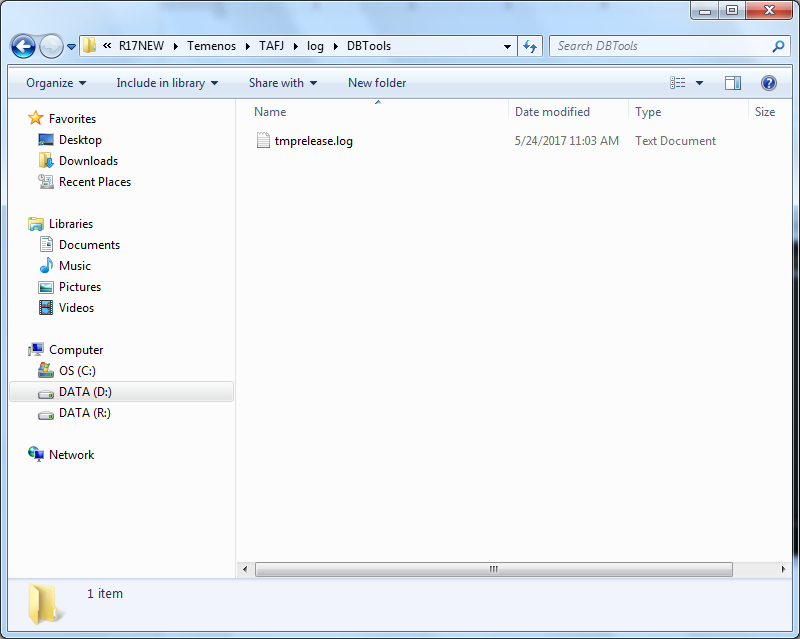 « R17NEW ▸ Temenos ▸ TAFJ ▸ log ▸ DBTools
Search DBTools
Organize Include in library Share with New folder
Name Date modified Type Size
tmprelease.log 5/24/2017 11:03 AM Text Document
Favorites
Desktop
Downloads
Recent Places
Libraries
Documents
Music
Pictures
Videos
Computer
OS (C:)
DATA (D:)
DATA (R:)
Network
1 item